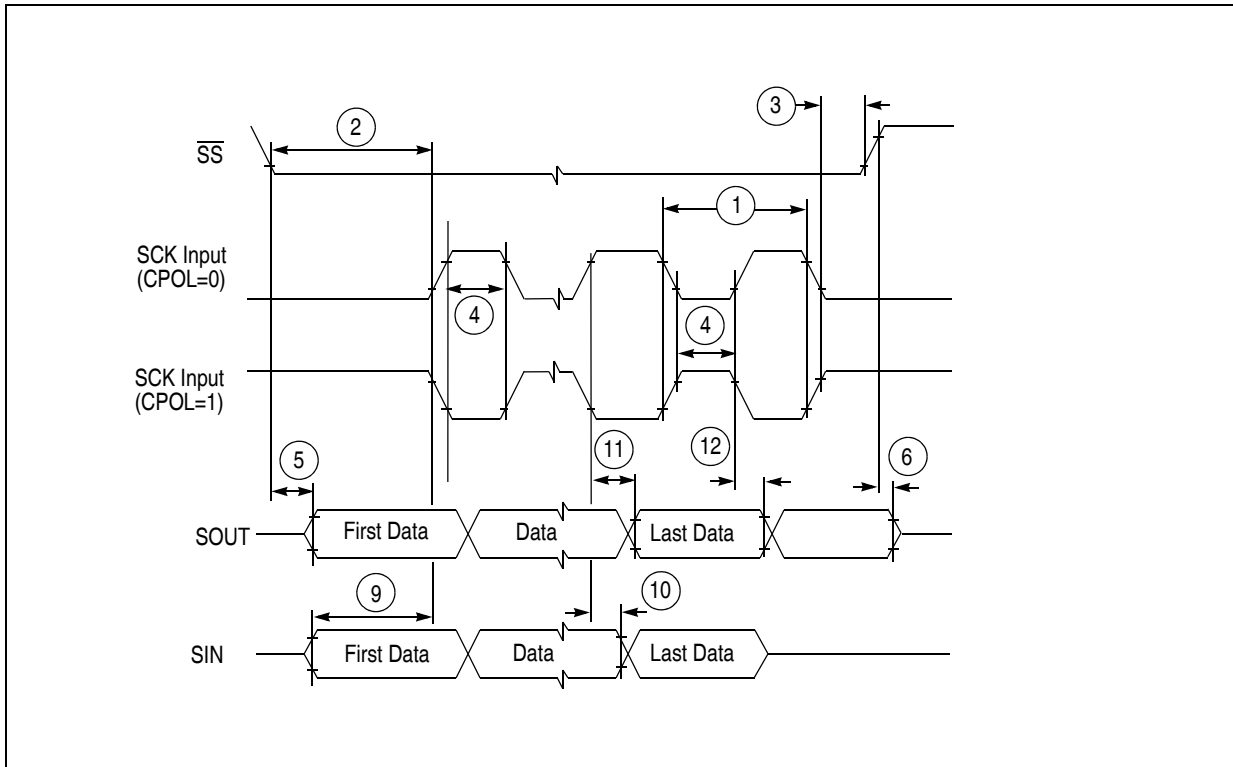 3
2
SS
1
SCK Input
(CPOL=0)
4
4
SCK Input
(CPOL=1)
11
12
5
6
SOUT
First Data
Data
Last Data
9
10
SIN
First Data
Data
Last Data